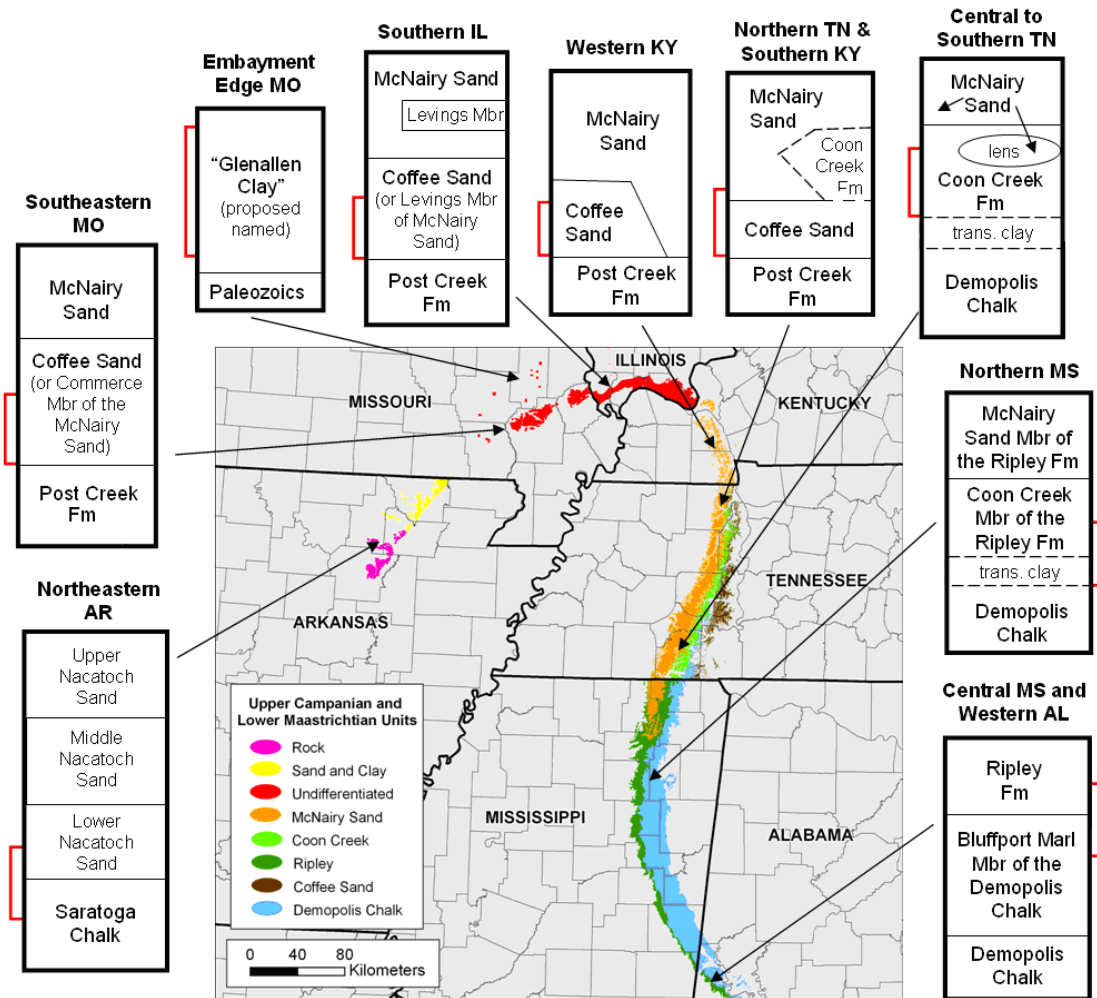 Southern IL
McNairy Sand
Levings Mbr
Coffee Sand
(or Levings Mbr
of McNairy
Sand)
Post Creek
Fm
Western KY
McNairy
Sand
Coffee
Sand
Post Creek Fm
Northern TN &
Southern KY
McNairy
Sand
Coon
Creek
Fm
Coffee Sand
Post Creek
Fm
Central to
Southern TN
McNairy
Sand
lens
Coon Creek
Fm
trans. clay
Demopolis
Chalk
Embayment
Edge MO
“Glenallen
Clay”
(proposed
named)
Paleozoics
Southeastern
MO
McNairy
Sand
Coffee Sand
(or Commerce
Mbr of the
McNairy
Sand)
Post Creek
Fm
Northeastern
AR
Upper
Nacatoch
Sand
Middle
Nacatoch
Sand
Lower
Nacatoch
Sand
Saratoga
Chalk
ILLINOIS
MISSOURI
KENTUCKY
TENNESSEE
ARKANSAS
MISSISSIPPI
ALABAMA
Upper Campanian and
Lower Maastrichtian Units
Rock
Sand and Clay
Undifferentiated
McNairy Sand
Coon Creek
Ripley
Coffee Sand
Demopolis Chalk
0 40 80
Kilometers
Northern MS
McNairy
Sand Mbr of
the Ripley Fm
Coon Creek
Mbr of the
Ripley Fm
trans. clay
Demopolis
Chalk
Central MS and
Western AL
Ripley
Fm
Bluffport Marl
Mbr of the
Demopolis
Chalk
Demopolis
Chalk